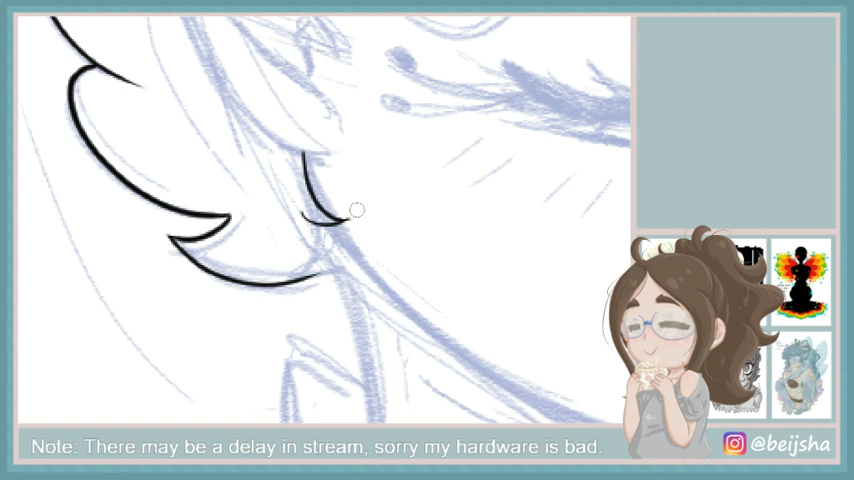 Note: There may be a delay in stream, sorry my hardware is bad.
@beijsha